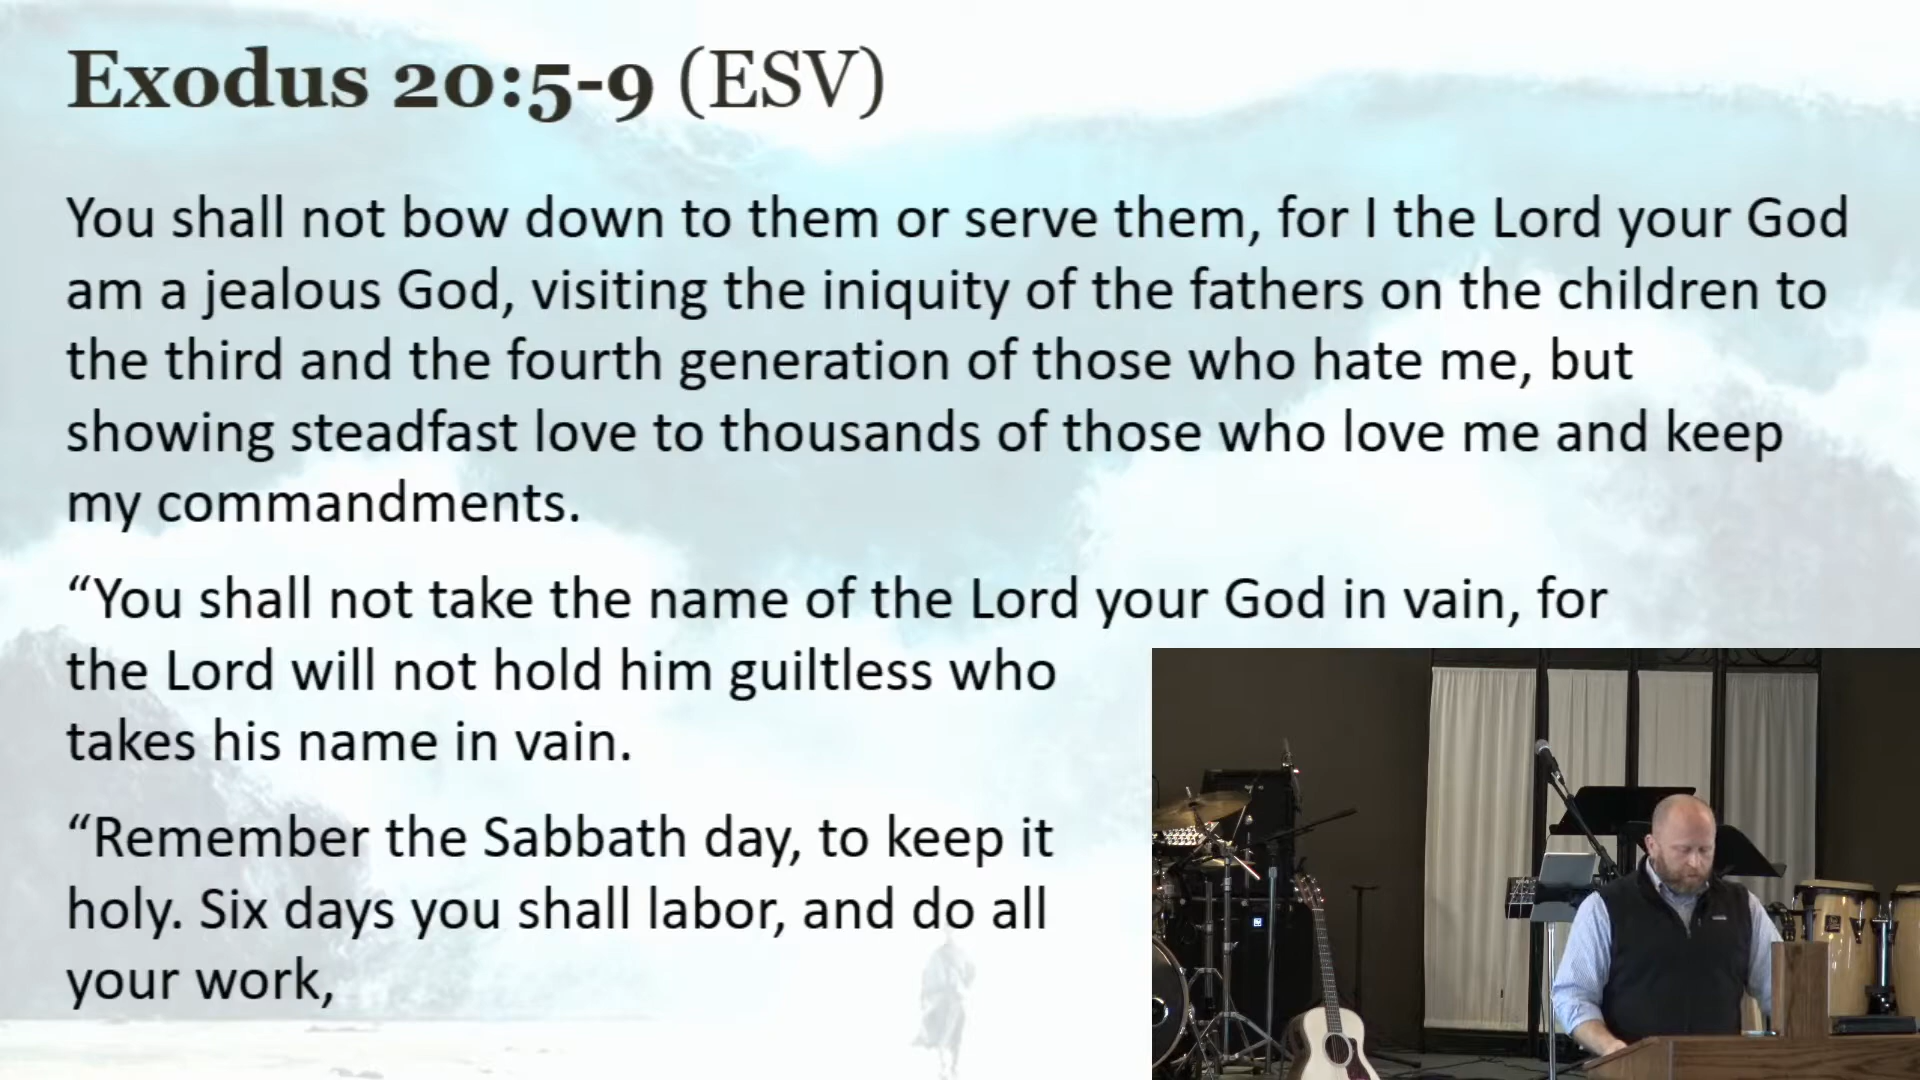 Exodus 20:5-9 (ESV)
You shall not bow down to them or serve them, for I the Lord your God
am a jealous God, visiting the iniquity of the fathers on the children to
the third and the fourth generation of those who hate me, but
showing steadfast love to thousands of those who love me and keep
my commandments.
“You shall not take the name of the Lord your God in vain, for
the Lord will not hold him guiltless who
takes his name in vain.
“Remember the Sabbath day, to keep it
holy. Six days you shall labor, and do all
your work,